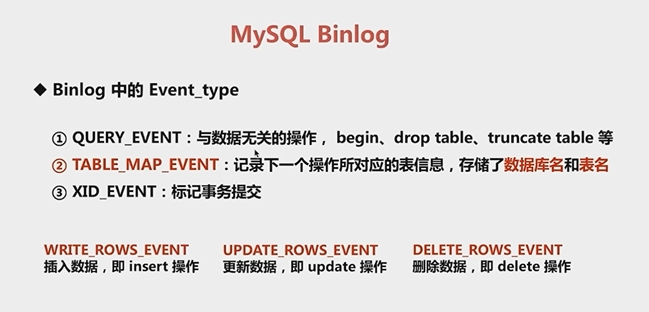 MySQL Binlog
◆ Binlog 中的 Event_type
① QUERY_EVENT：与数据无关的操作， begin、drop table、truncate table 等
② TABLE_MAP_EVENT：记录下一个操作所对应的表信息，存储了数据库名和表名
③ XID_EVENT：标记事务提交
WRITE_ROWS_EVENT
插入数据，即 insert 操作
UPDATE_ROWS_EVENT
更新数据，即 update 操作
DELETE_ROWS_EVENT
删除数据，即 delete 操作